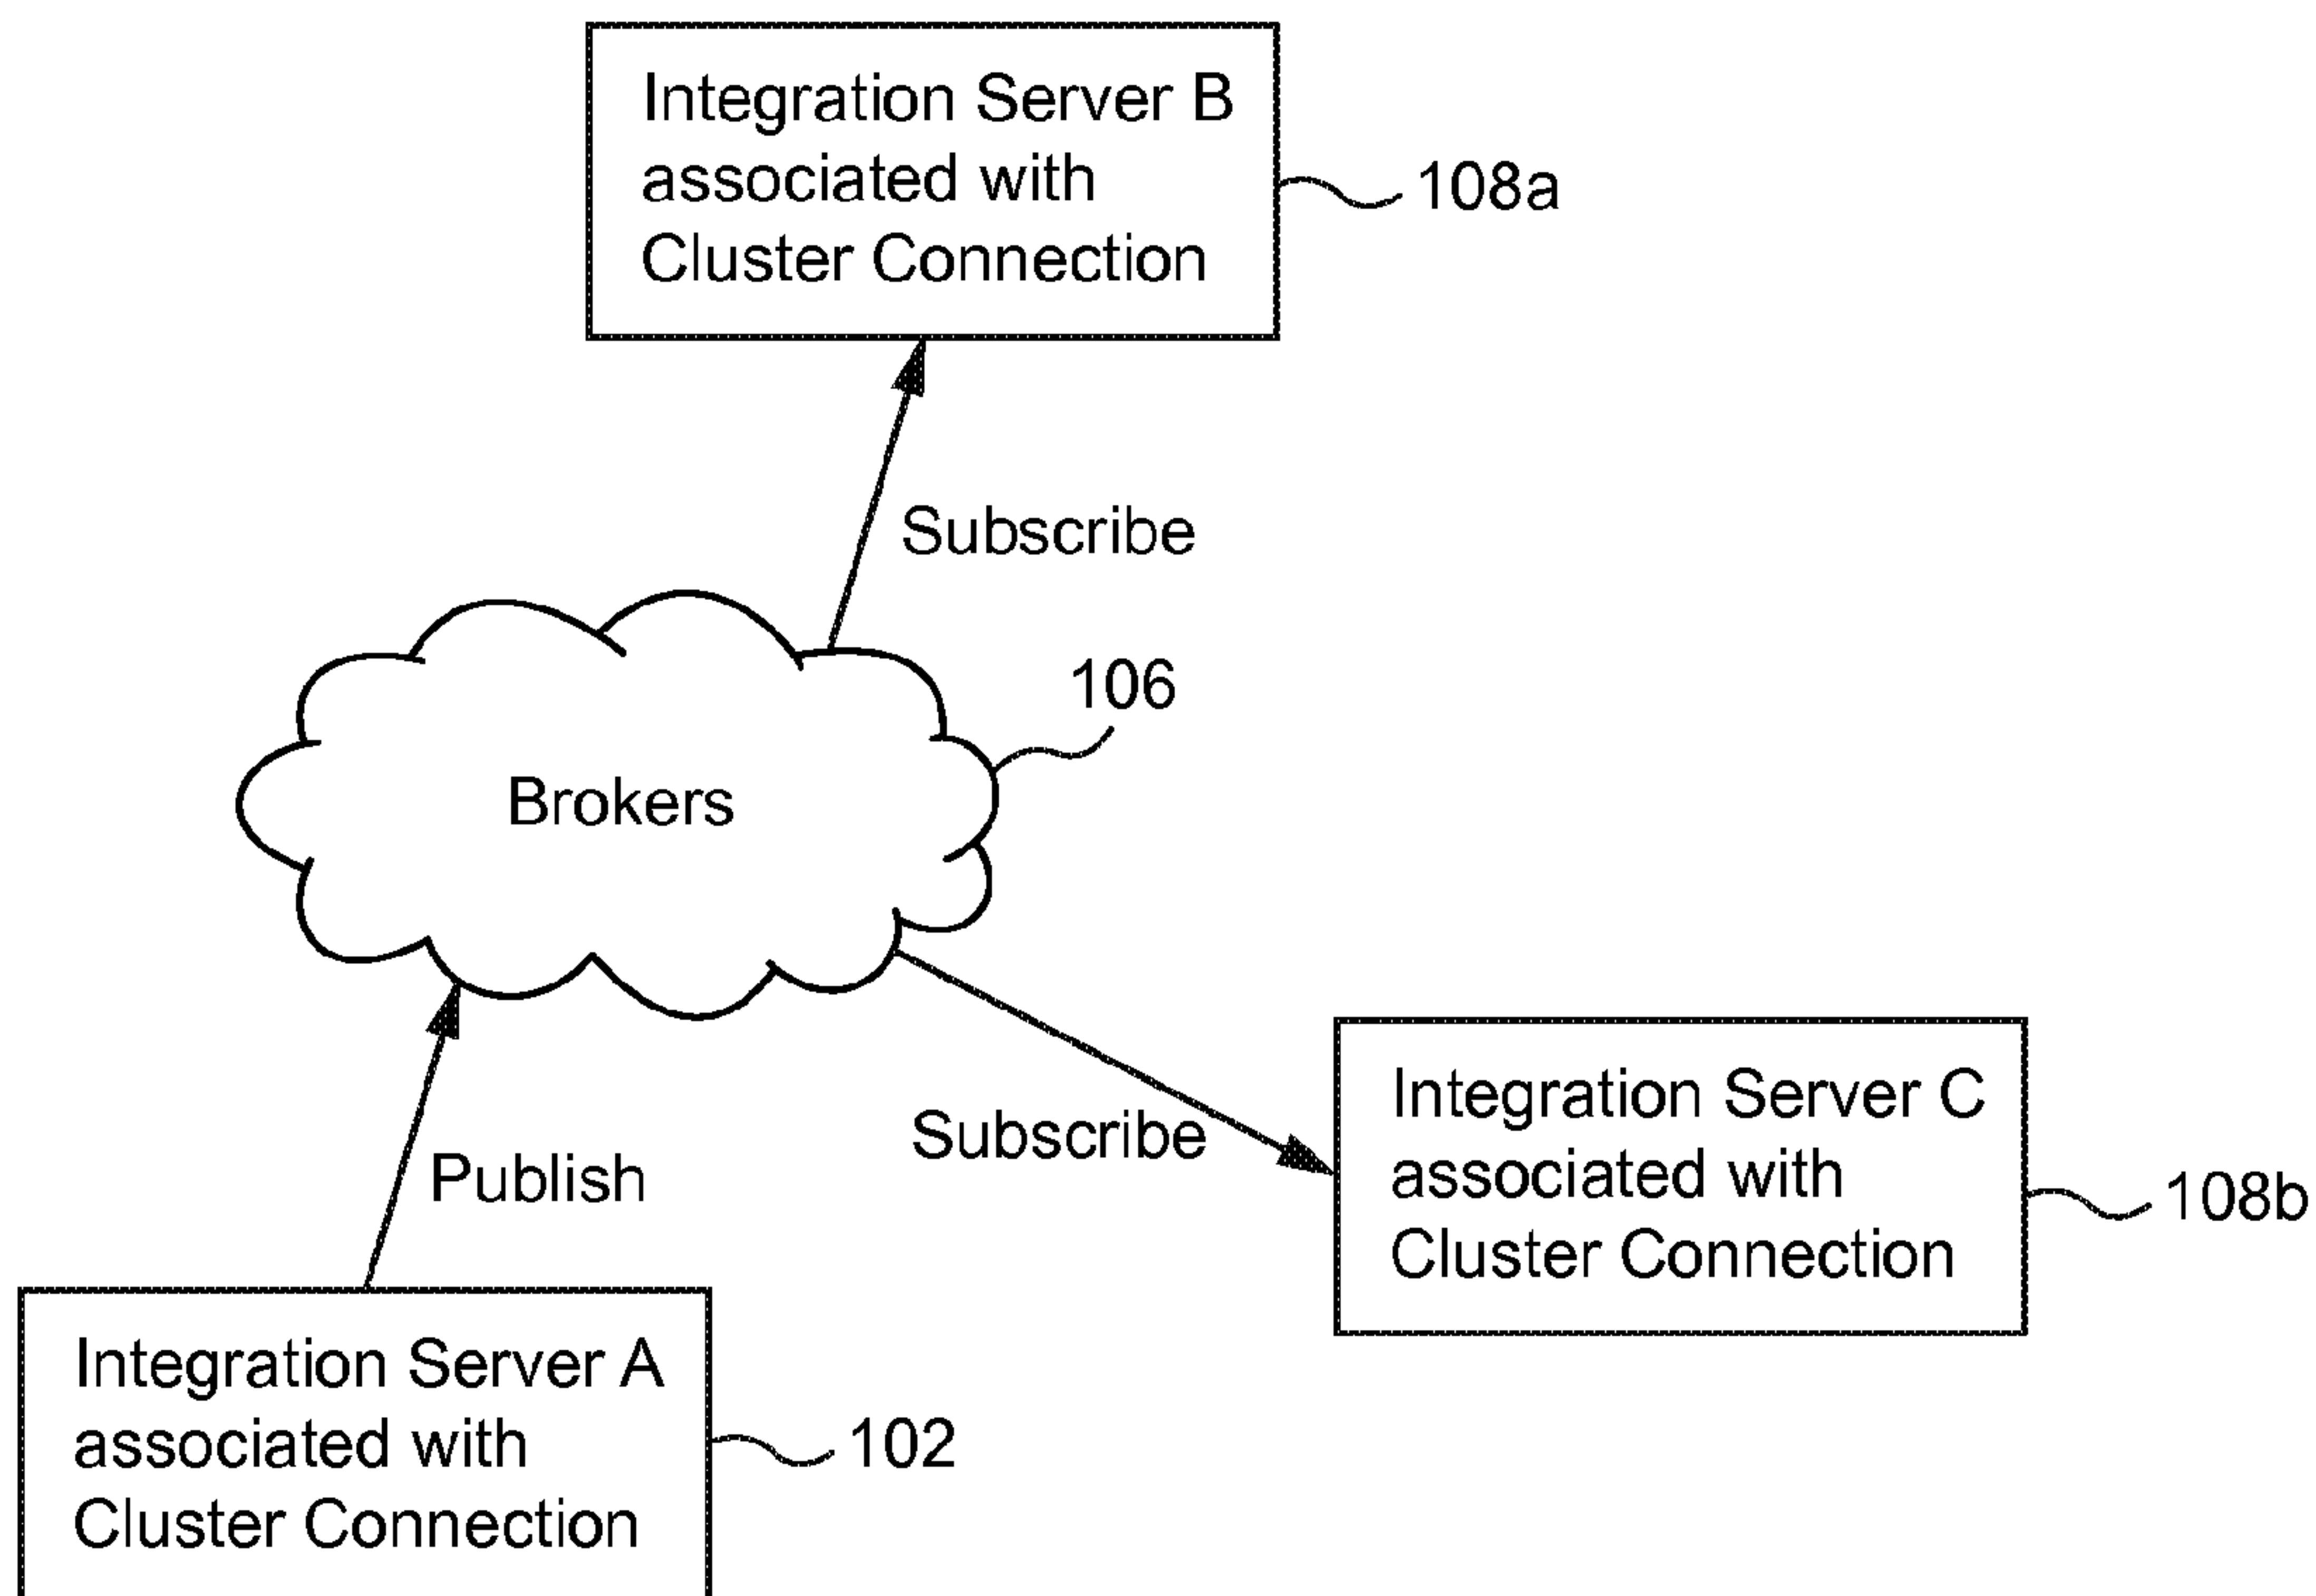 Integration Server B
associated with
Cluster Connection
108a
Subscribe
106
Brokers
Subscribe
Publish
Integration Server C
associated with
Cluster Connection
108b
Integration Server A
associated with
Cluster Connection
102